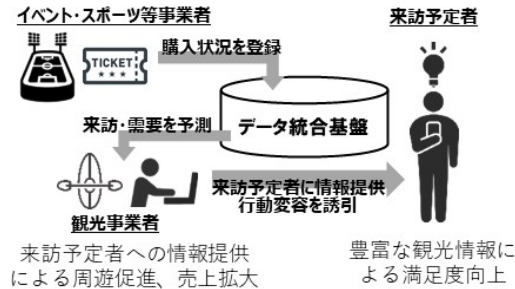 イベント・スポーツ等事業者
来訪予定者
TICKET
購入状況を登録
来訪・需要を予測
データ統合基盤
来訪予定者に情報提供
行動変容を誘引
観光事業者
来訪予定者への情報提供
による周遊促進、売上拡大
豊富な観光情報に
よる満足度向上